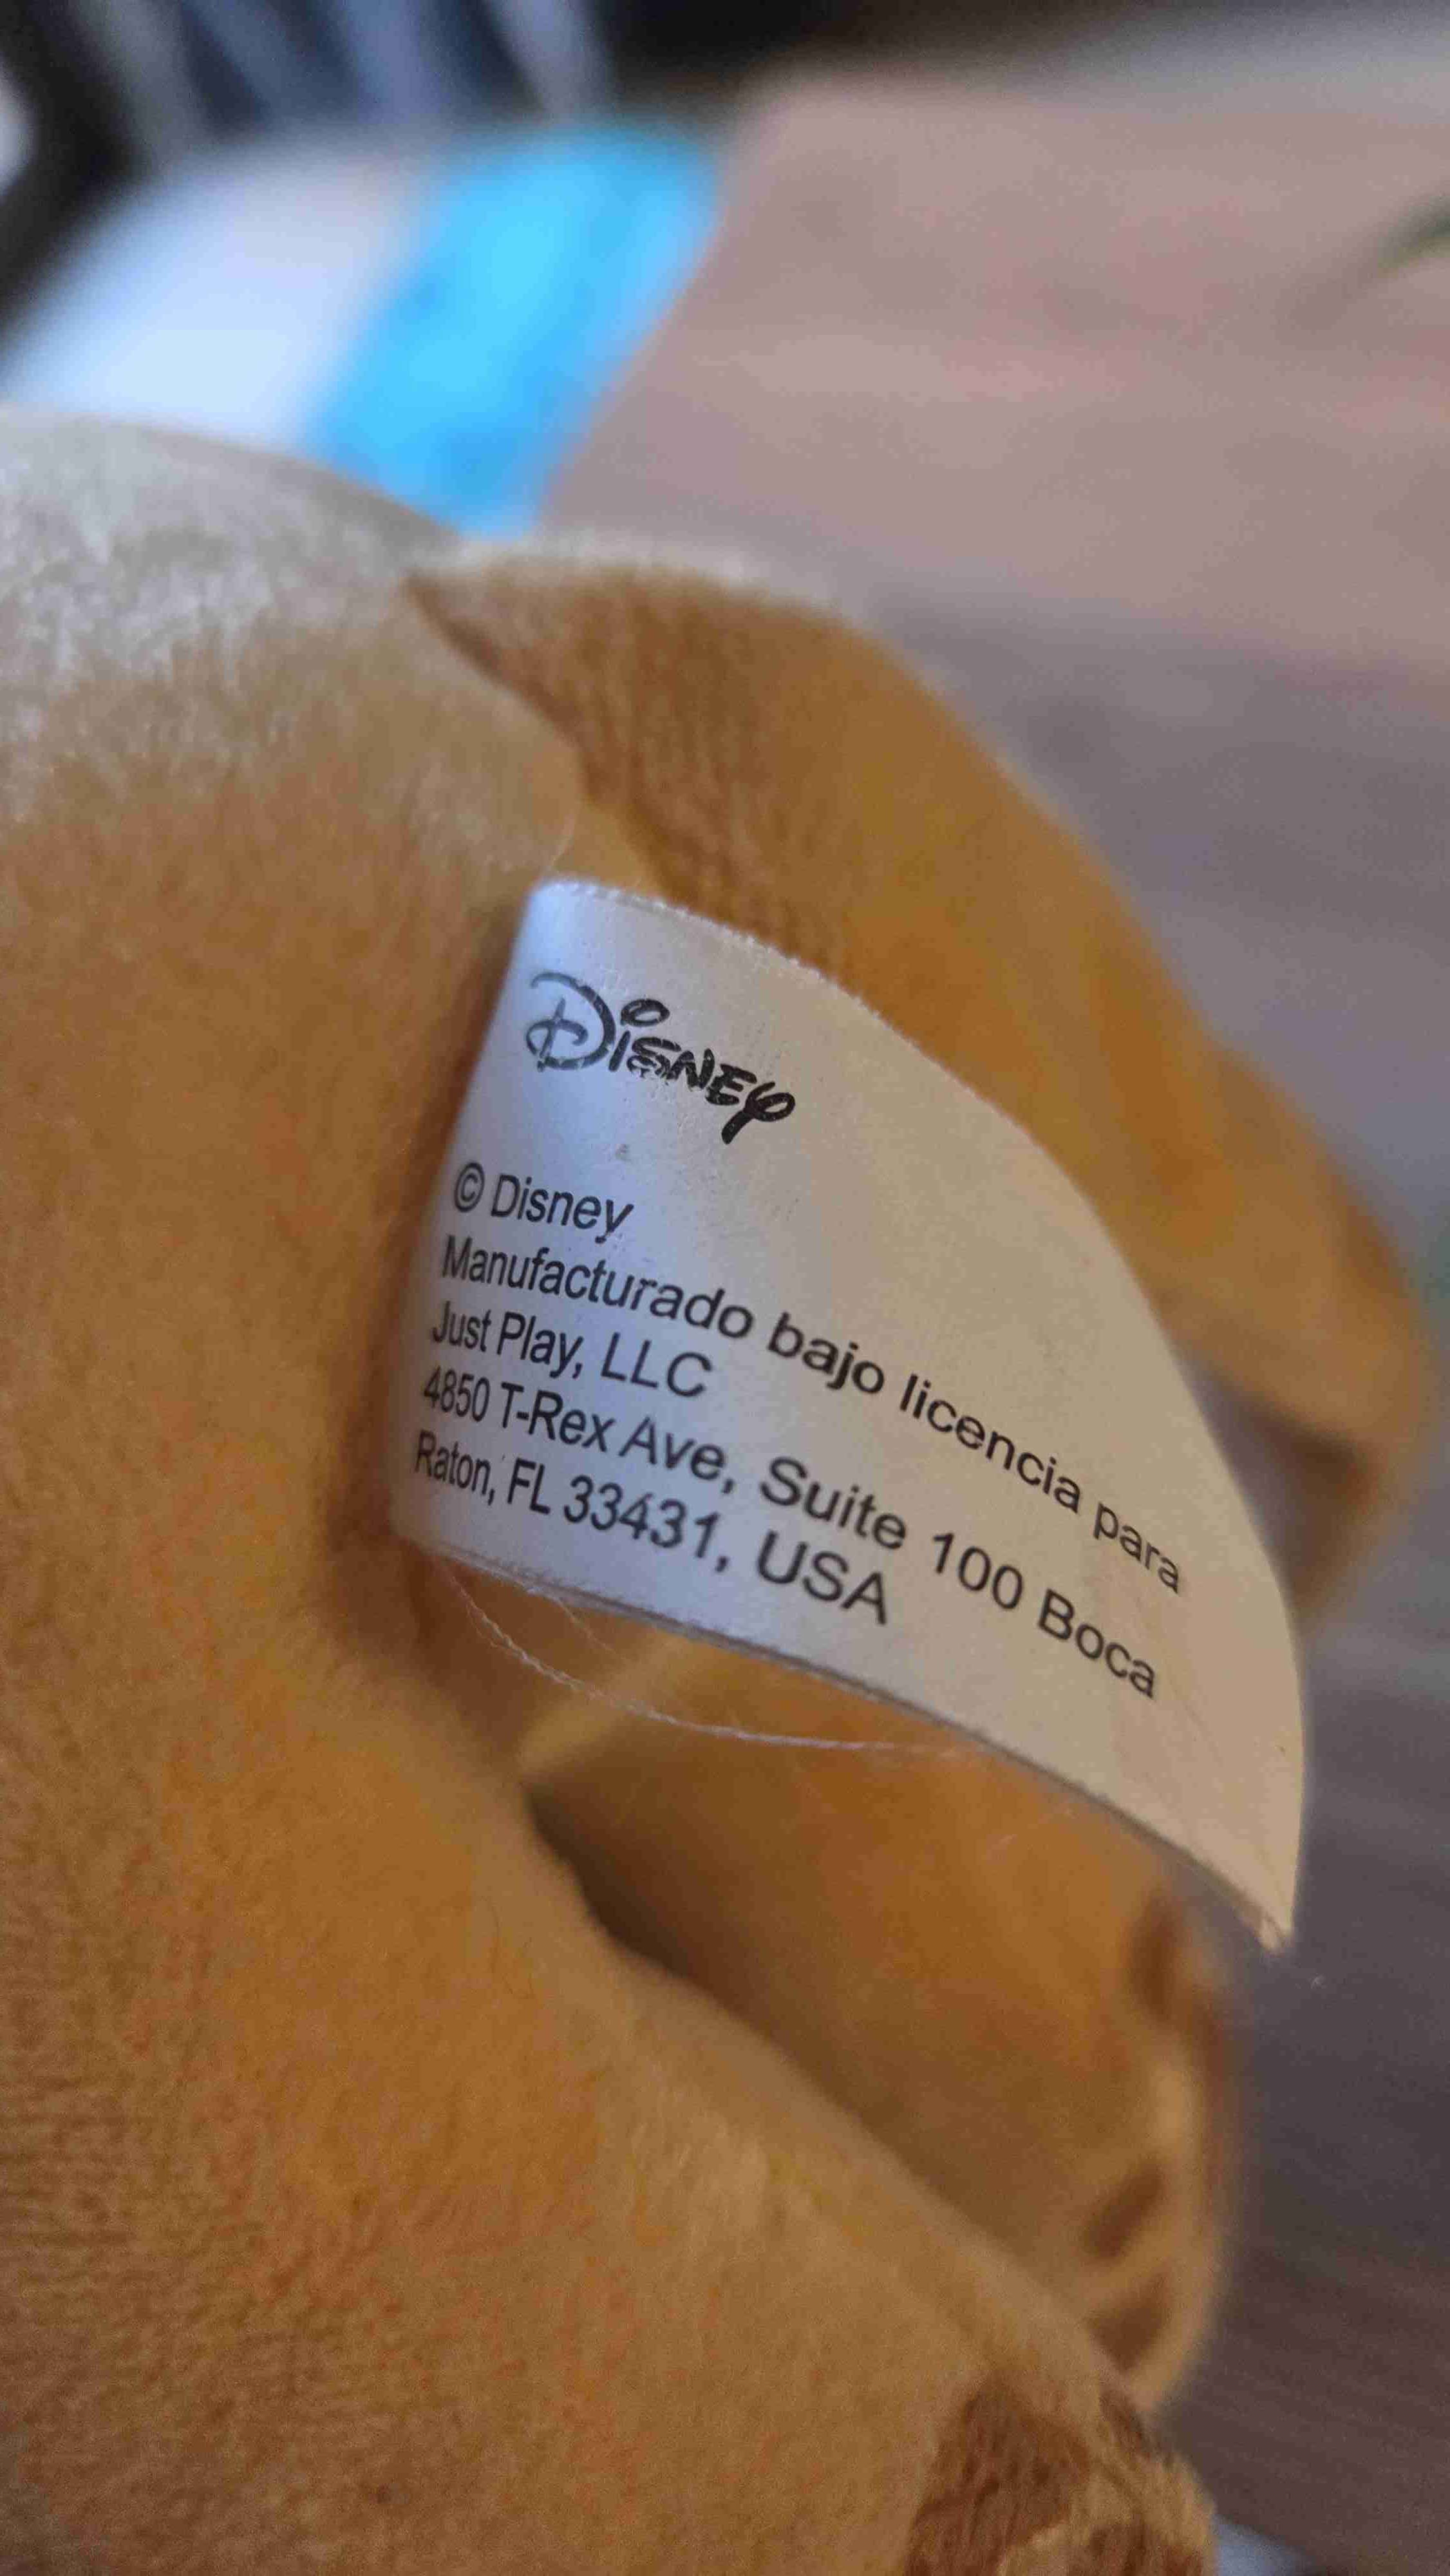 Disney
© Disney
Manufacturado bajo licencia para
Just Play, LLC
4850 T-Rex Ave, Suite 100 Boca
Raton, FL 33431, USA